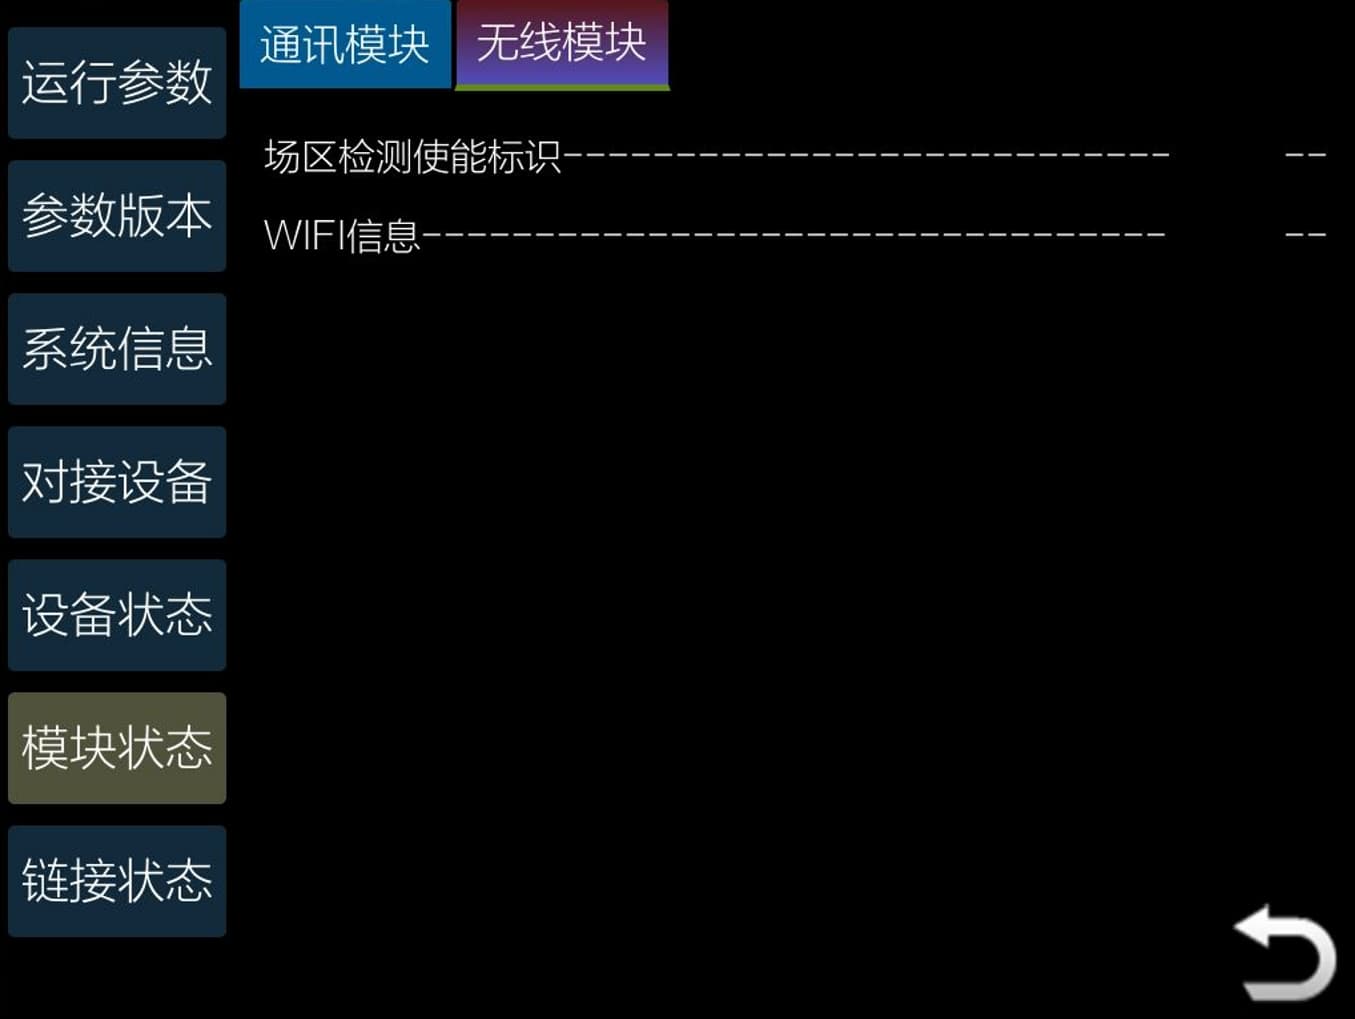 通讯模块 无线模块
运行参数
场区检测使能标识--------------------------- --
参数版本
WIFI信息--------------------------------- --
系统信息
对接设备
设备状态
模块状态
链接状态